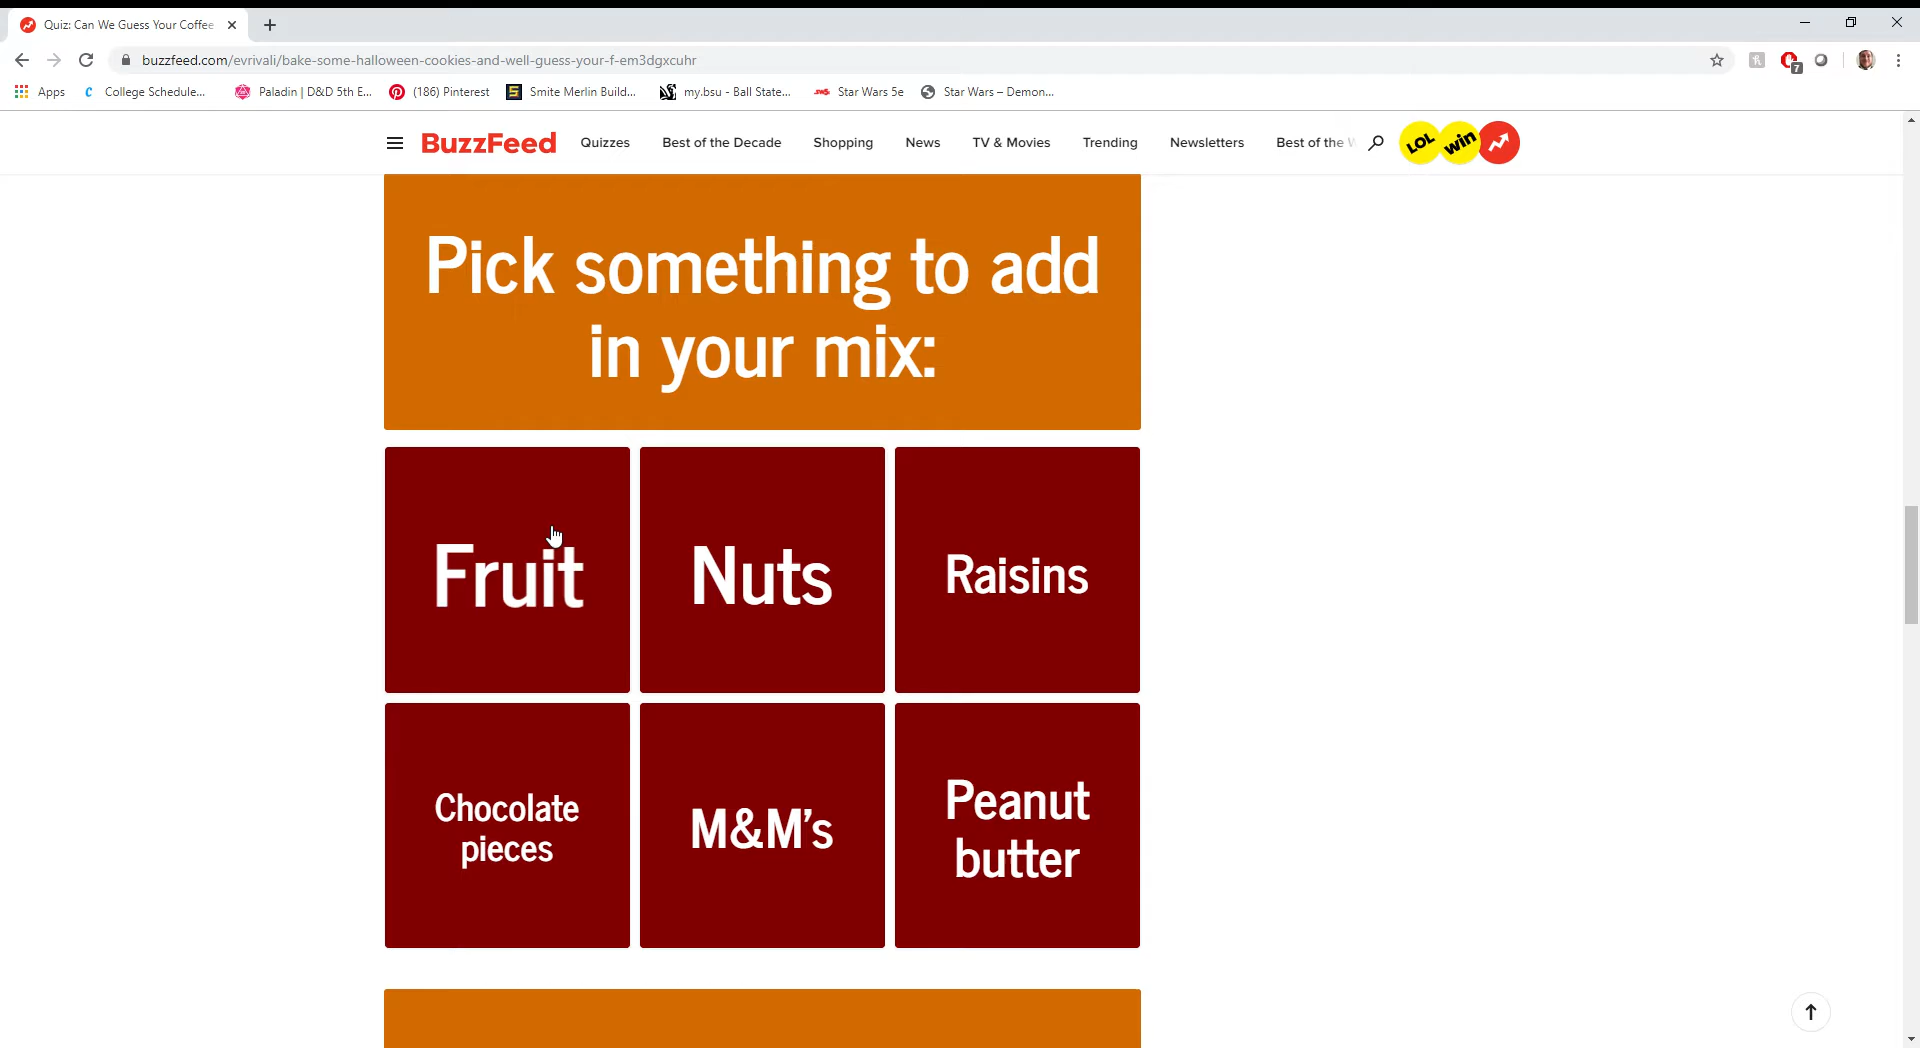 Quiz: Can We Guess Your Coffee
buzzfeed.com/evrivali/bake-some-halloween-cookies-and-well-guess-your-f-em3dgxcuhr
7
Apps College Schedule... Paladin | D&D 5th E... (186) Pinterest Smite Merlin Build... my.bsu - Ball State... Star Wars 5e Star Wars – Demon...
BuzzFeed Quizzes Best of the Decade Shopping News TV & Movies Trending Newsletters Best of the W LOL win
Pick something to add
in your mix:
Fruit Nuts Raisins
Chocolate
pieces
M&M's
Peanut
butter